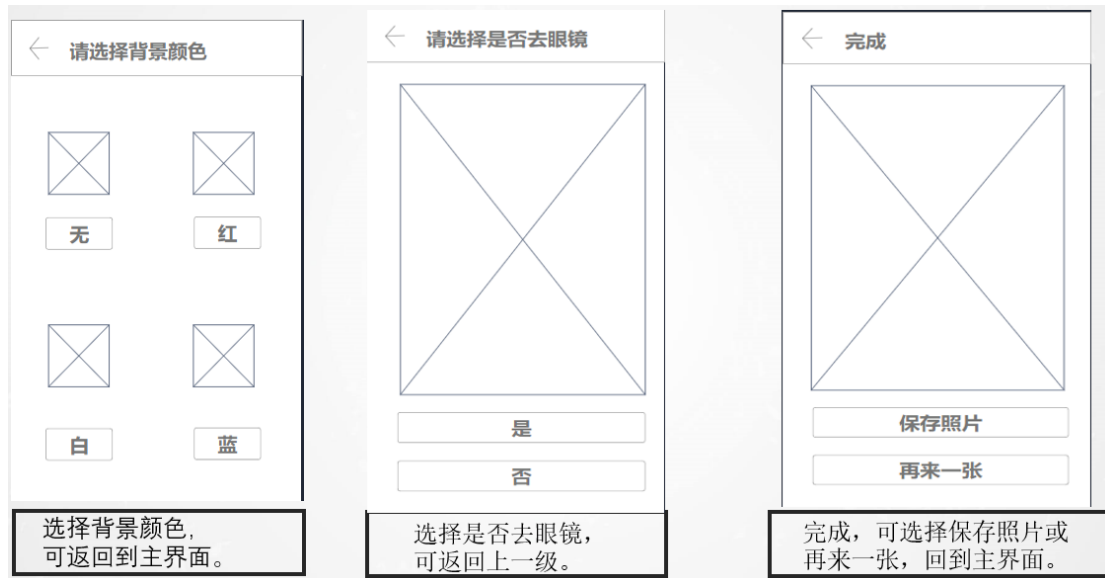 请选择背景颜色
无
红
白
蓝
选择背景颜色,
可返回到主界面。
请选择是否去眼镜
是
否
选择是否去眼镜,
可返回上一级。
完成
保存照片
再来一张
完成，可选择保存照片或
再来一张，回到主界面。